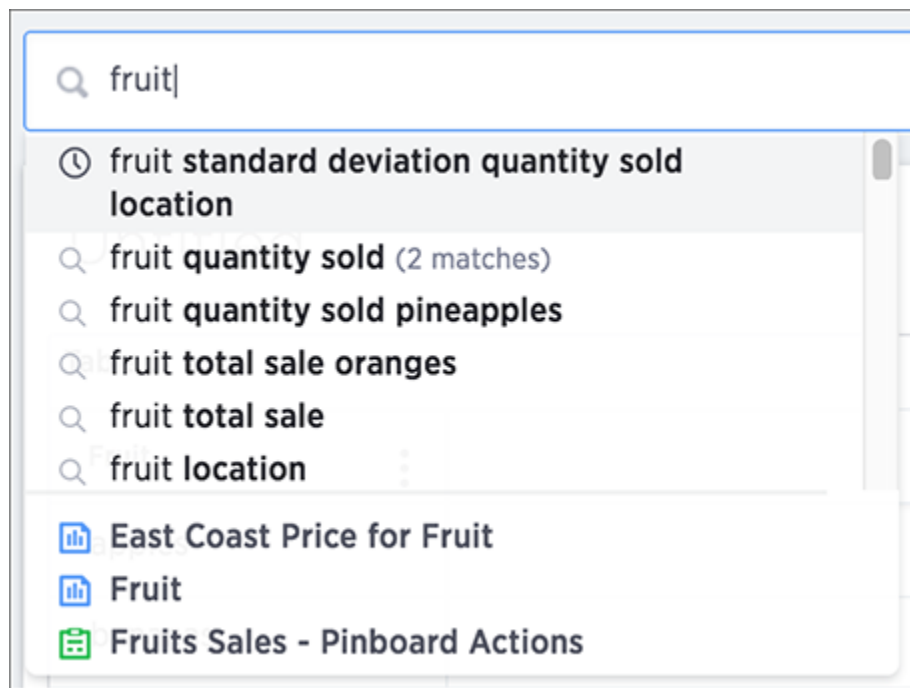 fruit
fruit standard deviation quantity sold
location
fruit quantity sold (2 matches)
fruit quantity sold pineapples
fruit total sale oranges
fruit total sale
fruit location
East Coast Price for Fruit
Fruit
Fruits Sales - Pinboard Actions